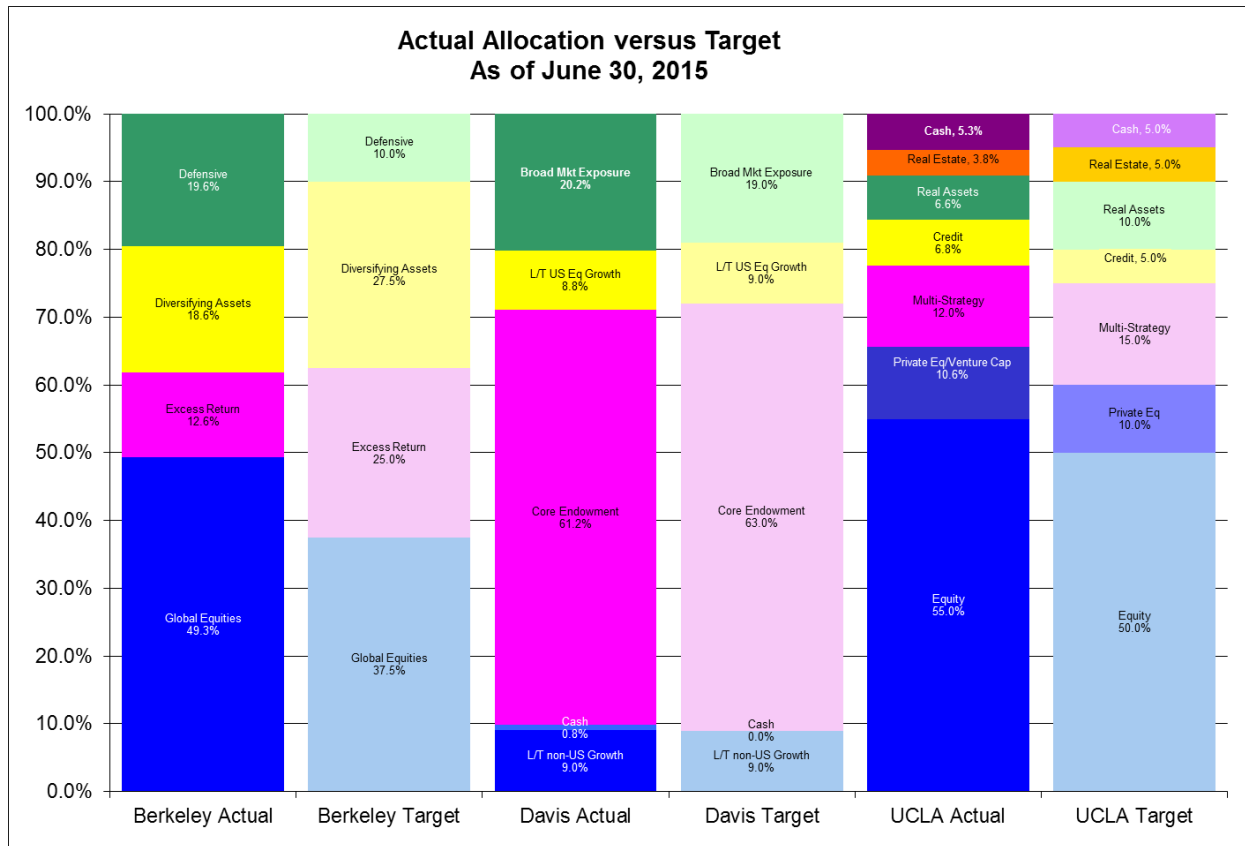 Actual Allocation versus Target
As of June 30, 2015
100.0%
90.0%
80.0%
70.0%
60.0%
50.0%
40.0%
30.0%
20.0%
10.0%
0.0%
Defensive
19.6%
Diversifying Assets
18.6%
Excess Return
12.6%
Global Equities
49.3%
Defensive
10.0%
Diversifying Assets
27.5%
Excess Return
25.0%
Global Equities
37.5%
Broad Mkt Exposure
20.2%
L/T US Eq Growth
8.8%
Core Endowment
61.2%
Cash
0.8%
L/T non-US Growth
9.0%
Broad Mkt Exposure
19.0%
L/T US Eq Growth
9.0%
Core Endowment
63.0%
Cash
0.0%
L/T non-US Growth
9.0%
Cash, 5.3%
Real Estate, 3.8%
Real Assets
6.6%
Credit
6.8%
Multi-Strategy
12.0%
Private Eq/Venture Cap
10.6%
Equity
55.0%
Cash, 5.0%
Real Estate, 5.0%
Real Assets
10.0%
Credit, 5.0%
Multi-Strategy
15.0%
Private Eq
10.0%
Equity
50.0%
Berkeley Actual
Berkeley Target
Davis Actual
Davis Target
UCLA Actual
UCLA Target